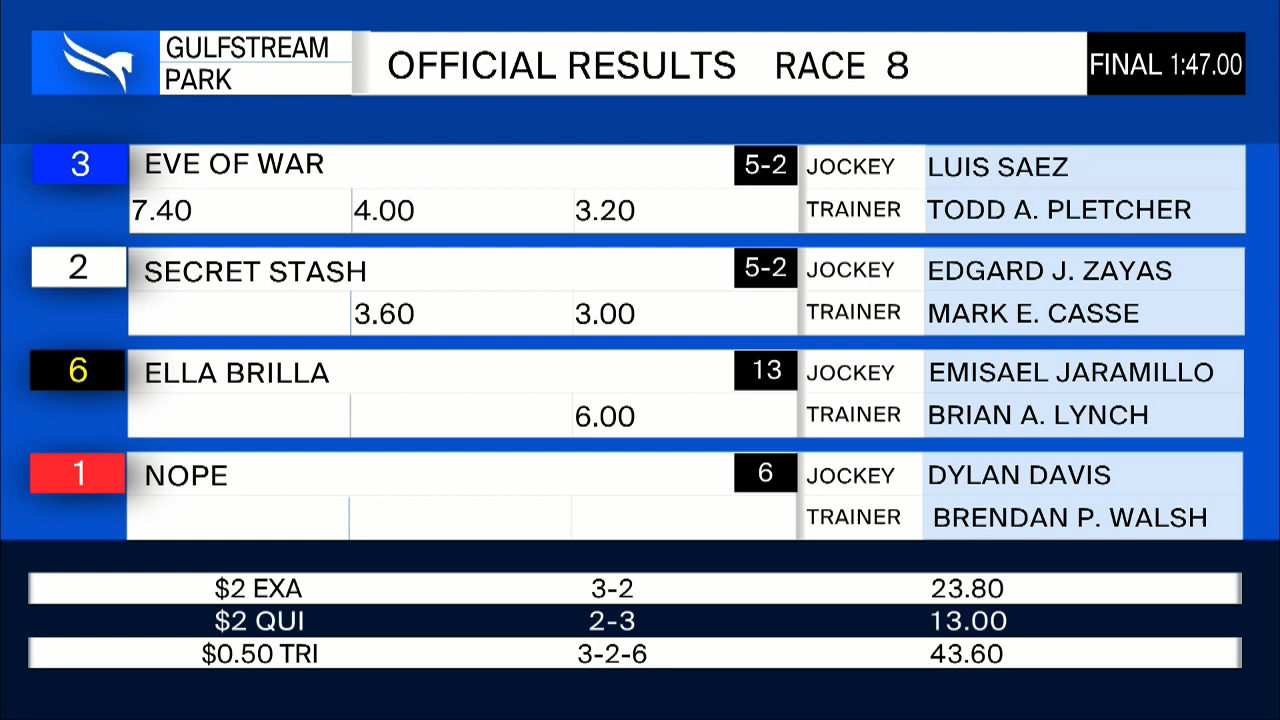 GULFSTREAM PARK
OFFICIAL RESULTS RACE 8
FINAL 1:47.00
3 EVE OF WAR 5-2 JOCKEY LUIS SAEZ
7.40 4.00 3.20 TRAINER TODD A. PLETCHER
2 SECRET STASH 5-2 JOCKEY EDGARD J. ZAYAS
3.60 3.00 TRAINER MARK E. CASSE
6 ELLA BRILLA 13 JOCKEY EMISAEL JARAMILLO
6.00 TRAINER BRIAN A. LYNCH
1 NOPE 6 JOCKEY DYLAN DAVIS
TRAINER BRENDAN P. WALSH
$2 EXA 3-2 23.80
$2 QUI 2-3 13.00
$0.50 TRI 3-2-6 43.60